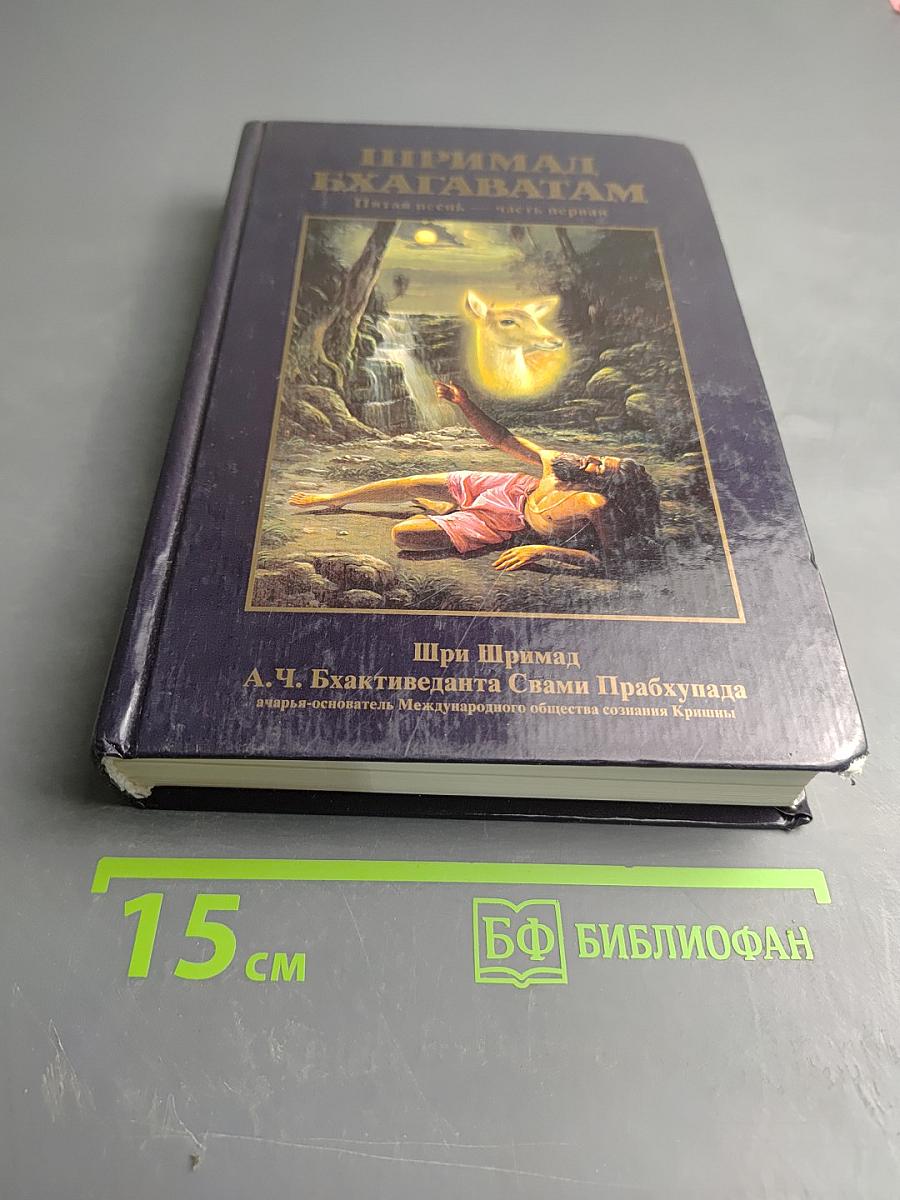 ШРИМАД
БХАГАВАТАМ
Пятая песнь — часть первая
Шри Шримад
А.Ч. Бхактиведанта Свами Прабхупада
ачарья-основатель Международного общества сознания Кришны
15 см
БФ БИБЛИОФАН